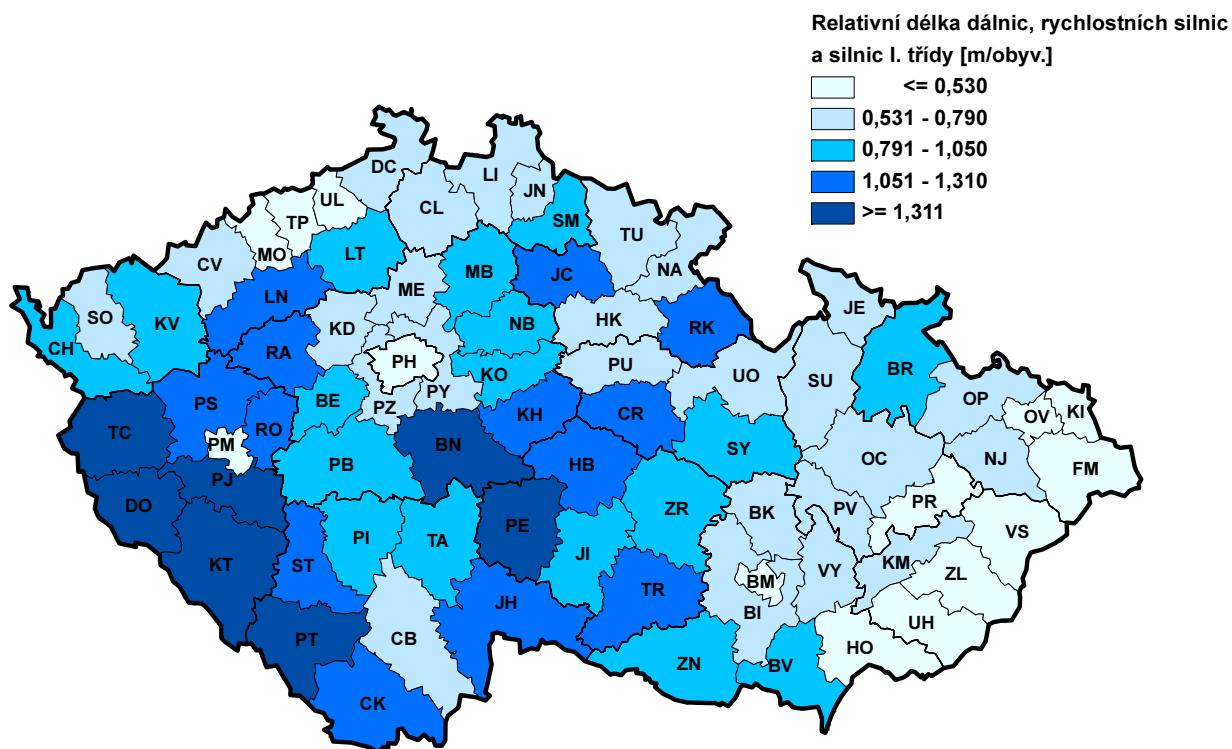 Relativní délka dálnic, rychlostních silnic
a silnic I. třídy [m/obyv.]
<= 0,530
0,531 - 0,790
0,791 - 1,050
1,051 - 1,310
>= 1,311
DC
LI
JN
UL
TP
CL
SM
TU
MO
LT
CV
MB
JC
NA
ME
LN
SO
KV
KD
NB
HK
RK
JE
CH
RA
PH
KO
PU
UO
SU
BR
PY
PZ
BE
PS
RO
KH
CR
OP
OV
KI
TC
PM
BN
SY
OC
NJ
FM
PB
HB
PJ
PR
DO
PE
ZR
BK
PV
VS
PI
TA
KT
ST
JI
KM
VY
ZL
BM
TR
JH
BI
UH
PT
CB
HO
ZN
BV
CK